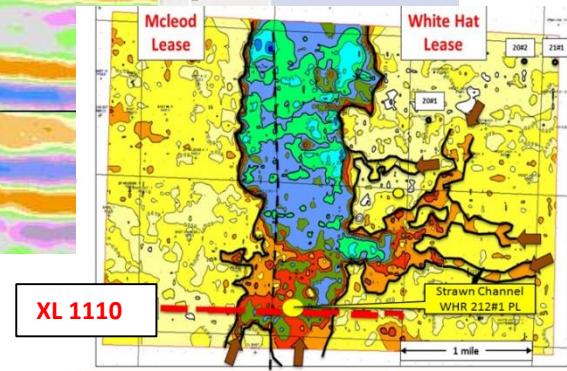 Mcleod
Lease
White Hat
Lease
20#2
21#1
20#1
Strawn Channel
WHR 212#1 PL
XL 1110
1 mile